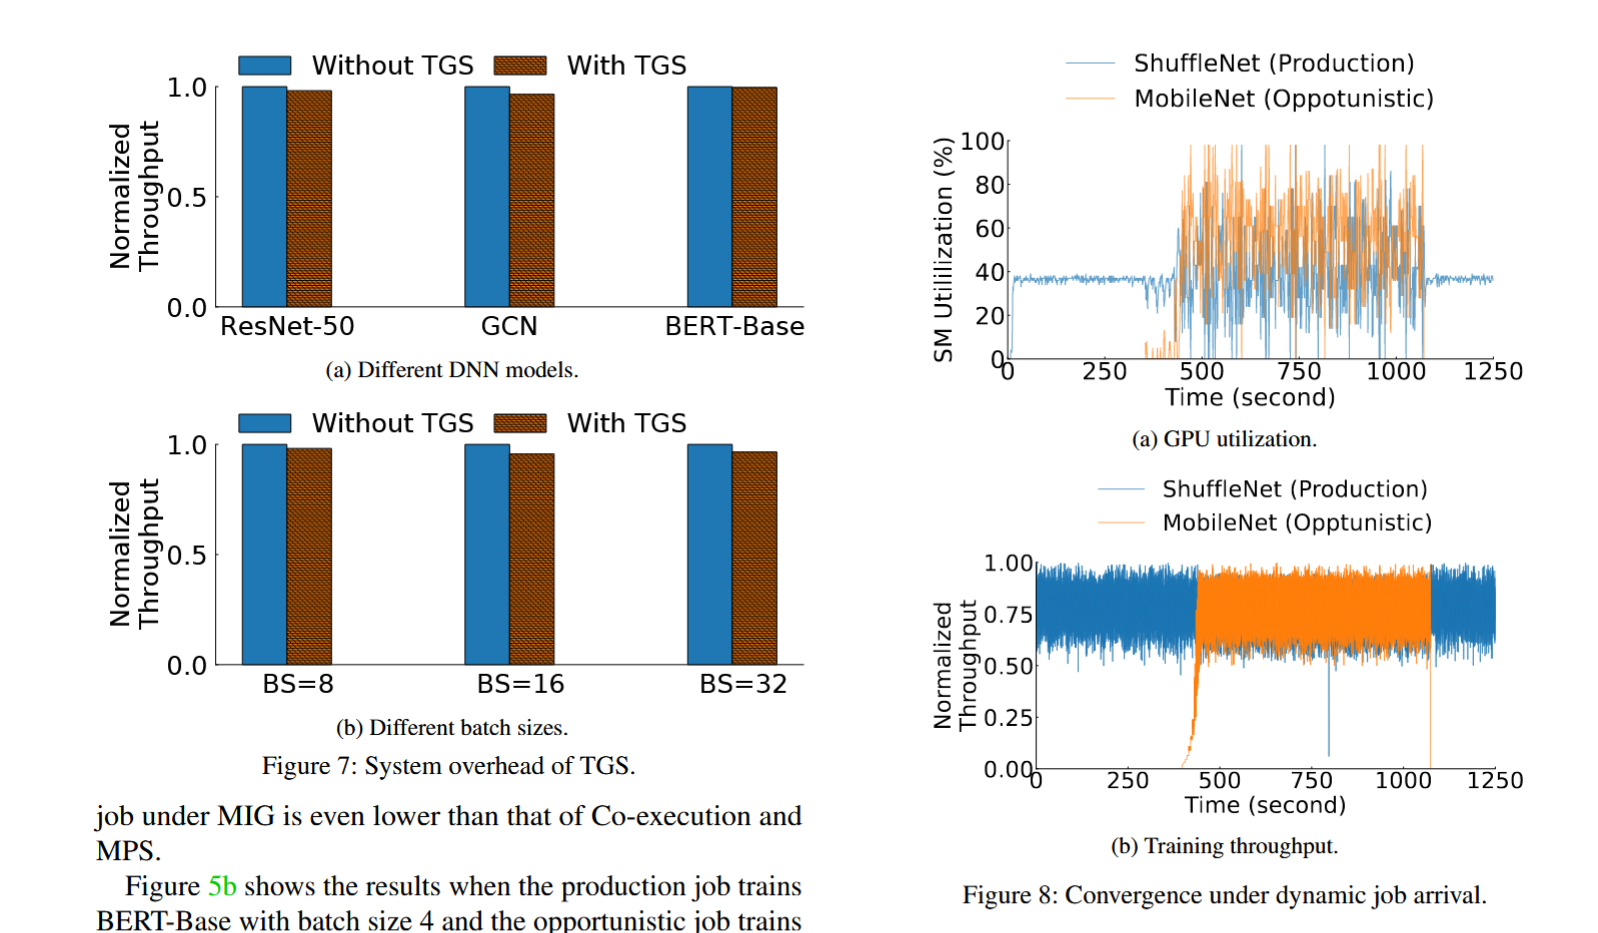 Without TGS With TGS
1.0
0.5
0.0
Normalized
Throughput
ResNet-50 GCN BERT-Base
(a) Different DNN models.
Without TGS With TGS
1.0
0.5
0.0
Normalized
Throughput
BS=8 BS=16 BS=32
(b) Different batch sizes.
Figure 7: System overhead of TGS.
job under MIG is even lower than that of Co-execution and
MPS.
Figure 5b shows the results when the production job trains
BERT-Base with batch size 4 and the opportunistic job trains
ShuffleNet (Production)
MobileNet (Oppotunistic)
100
80
60
40
20
0
SM Utillization (%)
0 250 500 750 1000 1250
Time (second)
(a) GPU utilization.
ShuffleNet (Production)
MobileNet (Opptunistic)
1.00
0.75
0.50
0.25
0.00
Normalized
Throughput
0 250 500 750 1000 1250
Time (second)
(b) Training throughput.
Figure 8: Convergence under dynamic job arrival.